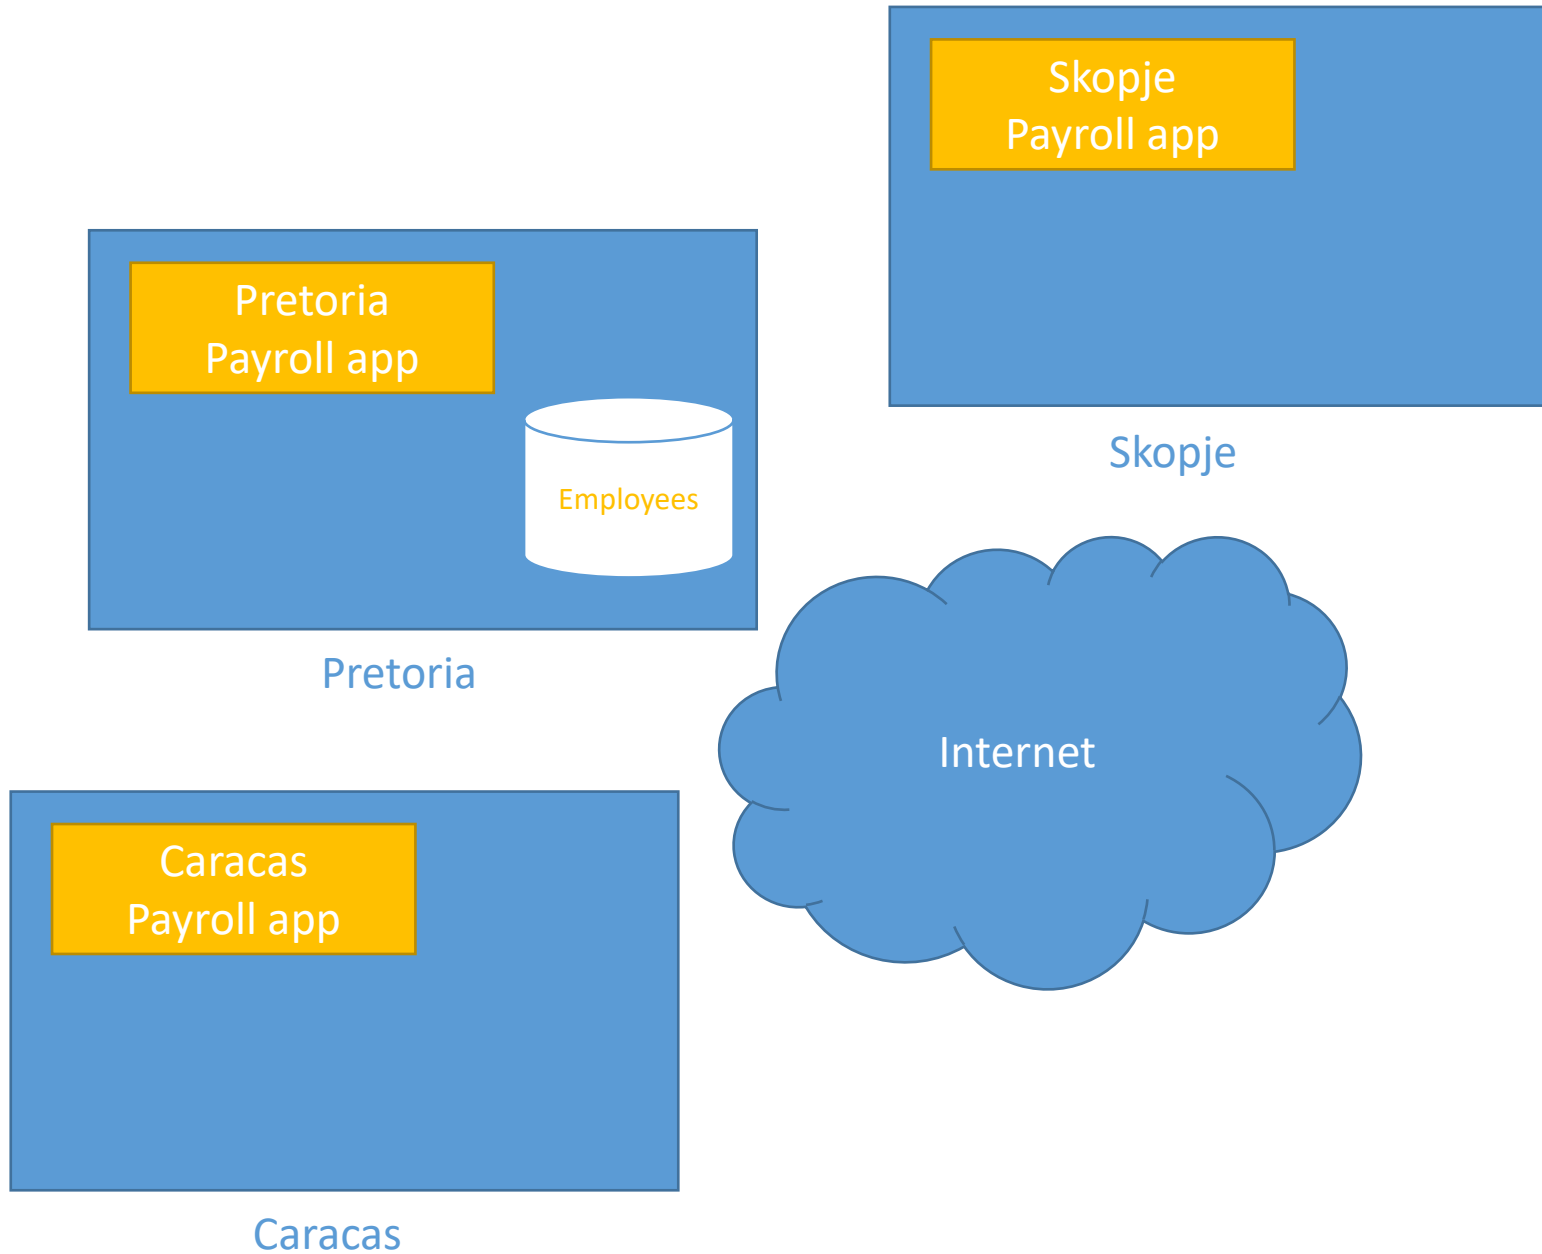 Skopje
Payroll app
Skopje
Pretoria
Payroll app
Employees
Pretoria
Internet
Caracas
Payroll app
Caracas